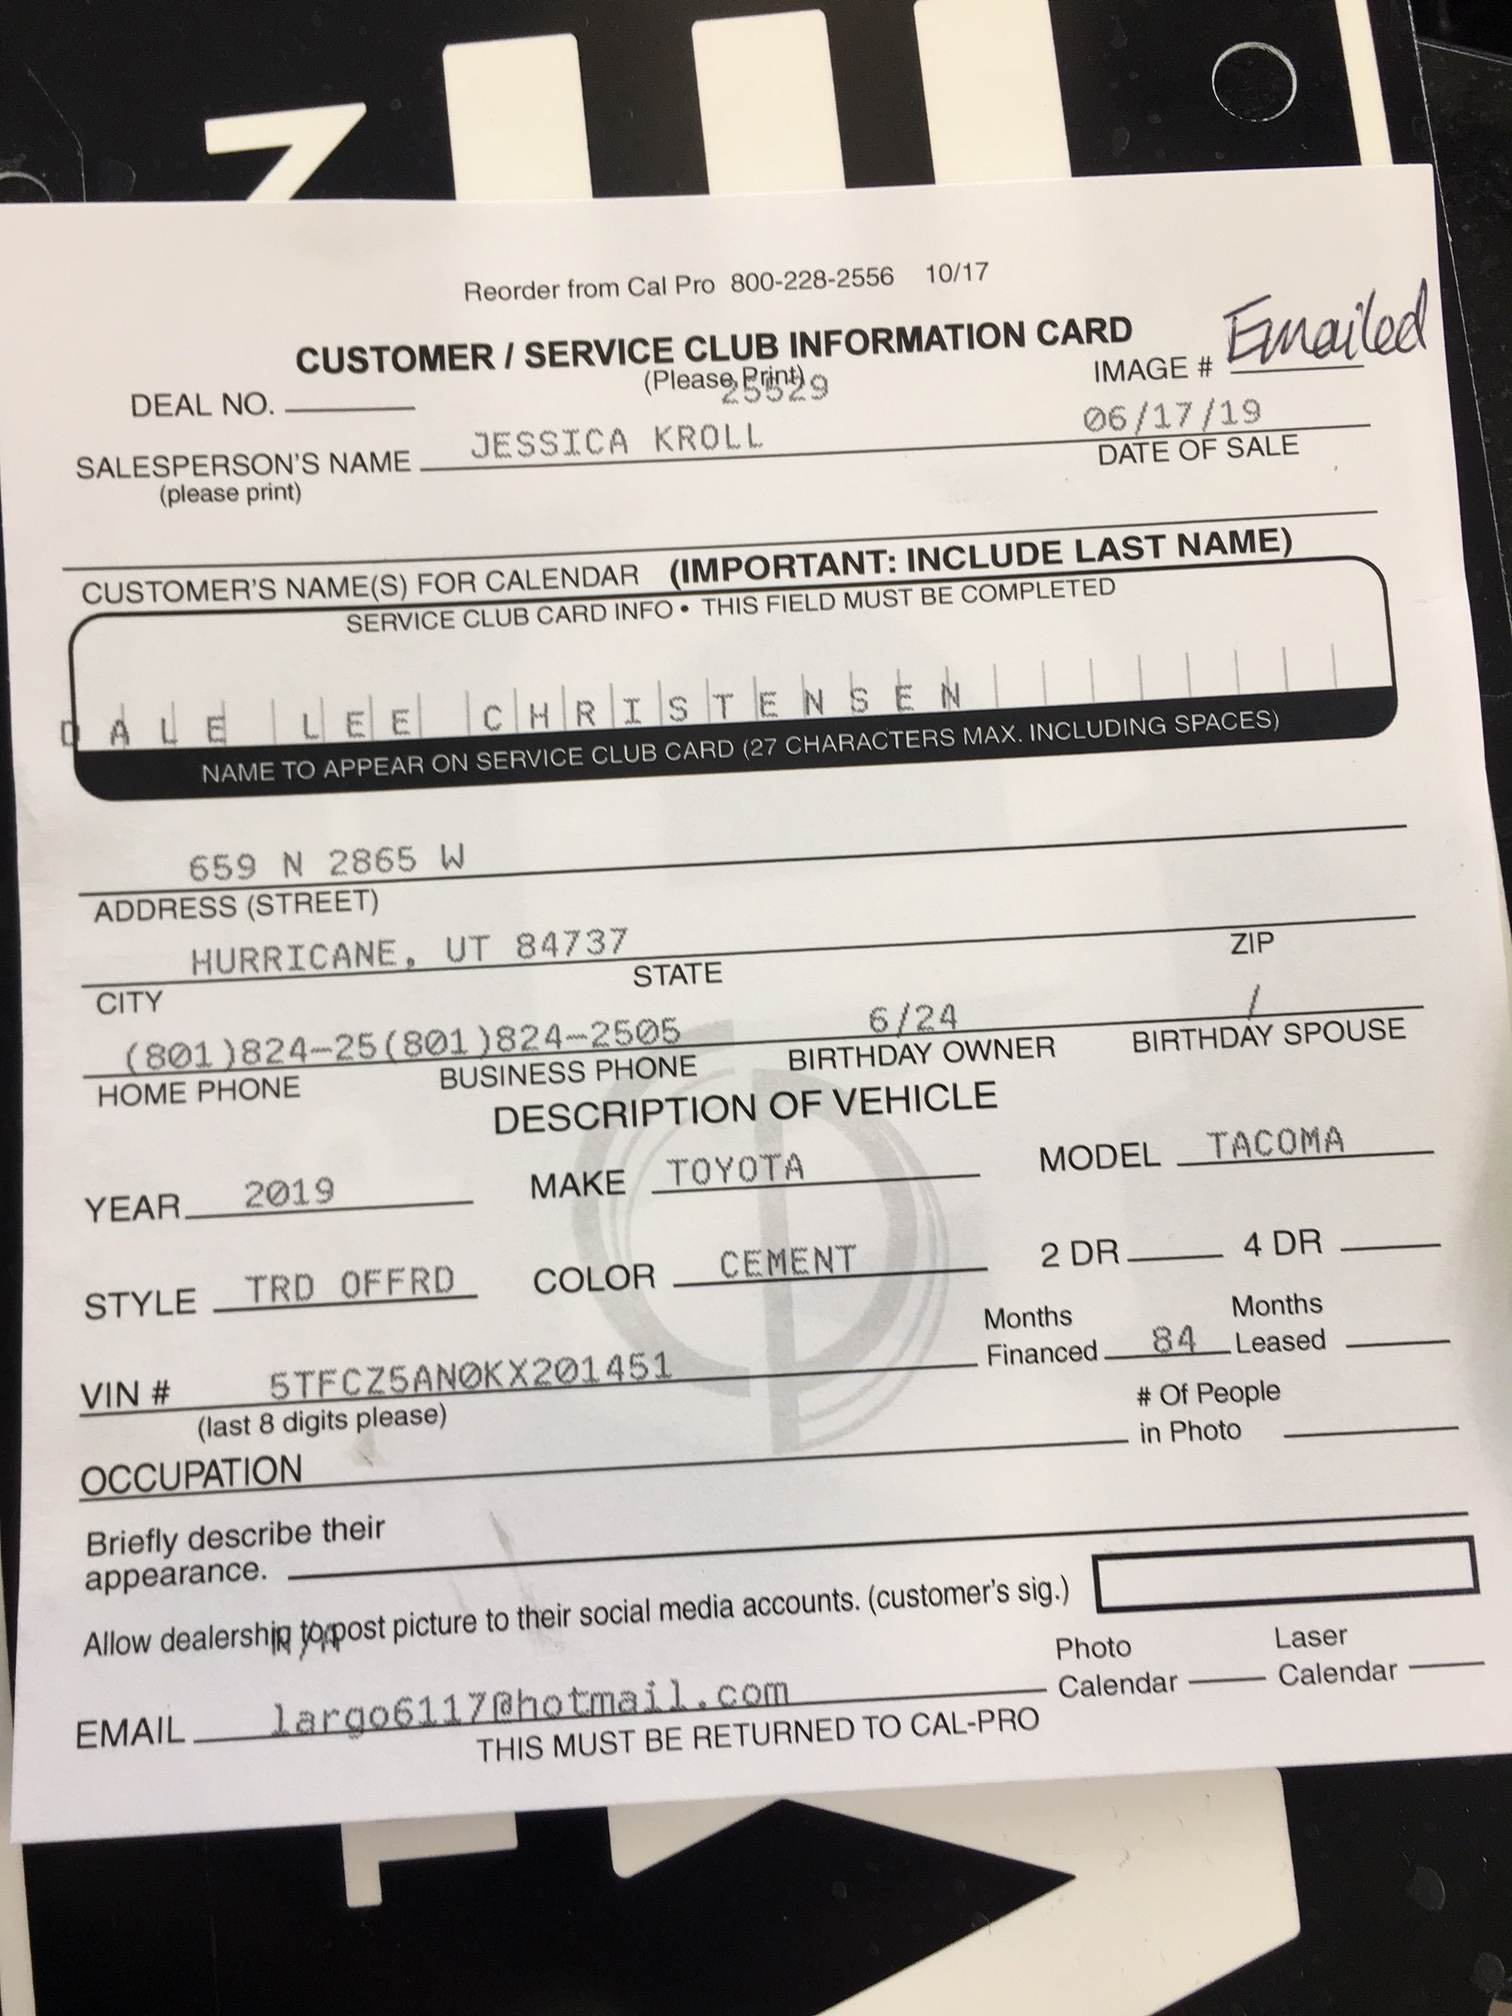 Reorder from Cal Pro 800-228-2556 10/17
CUSTOMER / SERVICE CLUB INFORMATION CARD
(Please Print)
IMAGE # Emailed
DEAL NO. 25529
SALESPERSON'S NAME JESSICA KROLL 06/17/19
(please print) DATE OF SALE
CUSTOMER'S NAME(S) FOR CALENDAR (IMPORTANT: INCLUDE LAST NAME)
SERVICE CLUB CARD INFO • THIS FIELD MUST BE COMPLETED
DALE LEE CHRISTENSEN
NAME TO APPEAR ON SERVICE CLUB CARD (27 CHARACTERS MAX. INCLUDING SPACES)
659 N 2865 W
ADDRESS (STREET)
HURRICANE, UT 84737
CITY STATE ZIP
(801)824-25(801)824-2505 6/24 /
HOME PHONE BUSINESS PHONE BIRTHDAY OWNER BIRTHDAY SPOUSE
DESCRIPTION OF VEHICLE
YEAR 2019 MAKE TOYOTA MODEL TACOMA
STYLE TRD OFFRD COLOR CEMENT 2 DR 4 DR
VIN # 5TFCZ5AN0KX201451 Months Financed 84 Months Leased
(last 8 digits please)
# Of People
in Photo
OCCUPATION
Briefly describe their
appearance.
Allow dealership to post picture to their social media accounts. (customer's sig.)
EMAIL largo6117@hotmail.com Photo Calendar Laser Calendar
THIS MUST BE RETURNED TO CAL-PRO